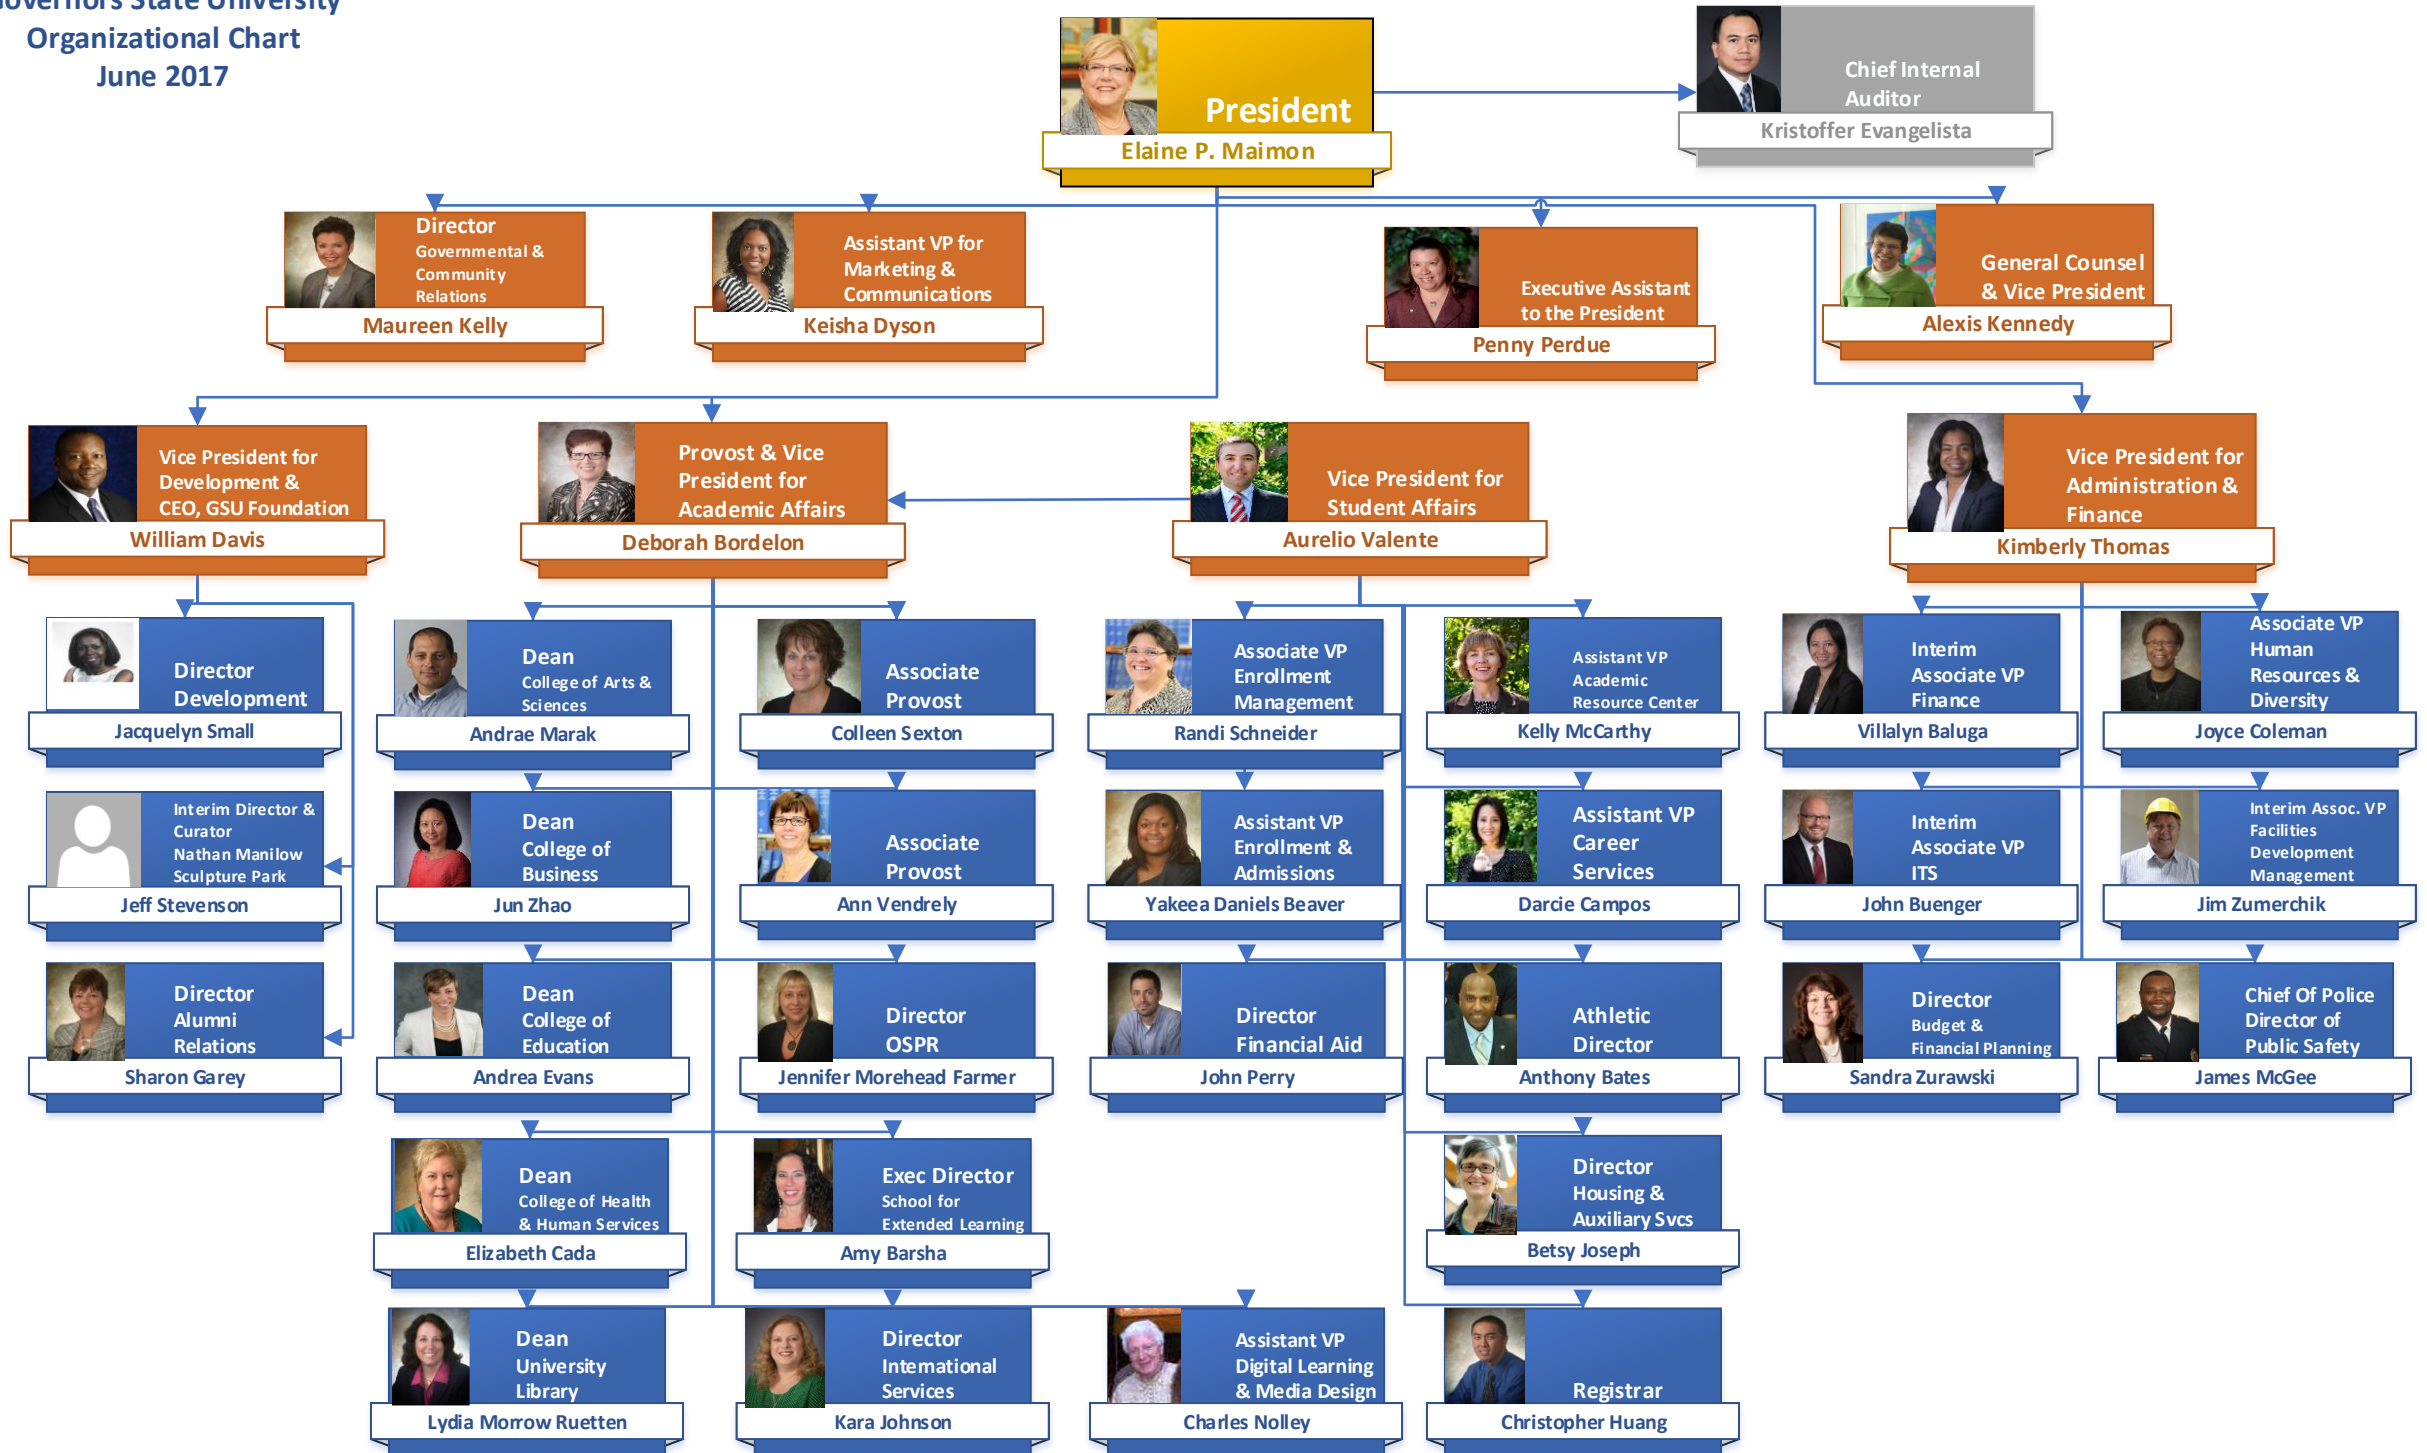 Governors State University
Organizational Chart
June 2017
President
Elaine P. Maimon
Chief Internal
Auditor
Kristoffer Evangelista
Director
Governmental &
Community
Relations
Maureen Kelly
Assistant VP for
Marketing &
Communications
Keisha Dyson
Executive Assistant
to the President
Penny Perdue
General Counsel
& Vice President
Alexis Kennedy
Vice President for
Development &
CEO, GSU Foundation
William Davis
Provost & Vice
President for
Academic Affairs
Deborah Bordelon
Vice President for
Student Affairs
Aurelio Valente
Vice President for
Administration &
Finance
Kimberly Thomas
Director
Development
Jacquelyn Small
Dean
College of Arts &
Sciences
Andrae Marak
Associate
Provost
Colleen Sexton
Associate VP
Enrollment
Management
Randi Schneider
Assistant VP
Academic
Resource Center
Kelly McCarthy
Interim
Associate VP
Finance
Villalyn Baluga
Associate VP
Human
Resources &
Diversity
Joyce Coleman
Interim Director &
Curator
Nathan Manilow
Sculpture Park
Jeff Stevenson
Dean
College of
Business
Jun Zhao
Associate
Provost
Ann Vendrely
Assistant VP
Enrollment &
Admissions
Yakeea Daniels Beaver
Assistant VP
Career
Services
Darcie Campos
Interim
Associate VP
ITS
John Buenger
Interim Assoc. VP
Facilities
Development
Management
Jim Zumerchik
Director
Alumni
Relations
Sharon Garey
Dean
College of
Education
Andrea Evans
Director
OSPR
Jennifer Morehead Farmer
Director
Financial Aid
John Perry
Athletic
Director
Anthony Bates
Director
Budget &
Financial Planning
Sandra Zurawski
Chief Of Police
Director of
Public Safety
James McGee
Dean
College of Health
& Human Services
Elizabeth Cada
Exec Director
School for
Extended Learning
Amy Barsha
Director
Housing &
Auxiliary Svcs
Betsy Joseph
Dean
University
Library
Lydia Morrow Ruetten
Director
International
Services
Kara Johnson
Assistant VP
Digital Learning
& Media Design
Charles Nolley
Registrar
Christopher Huang